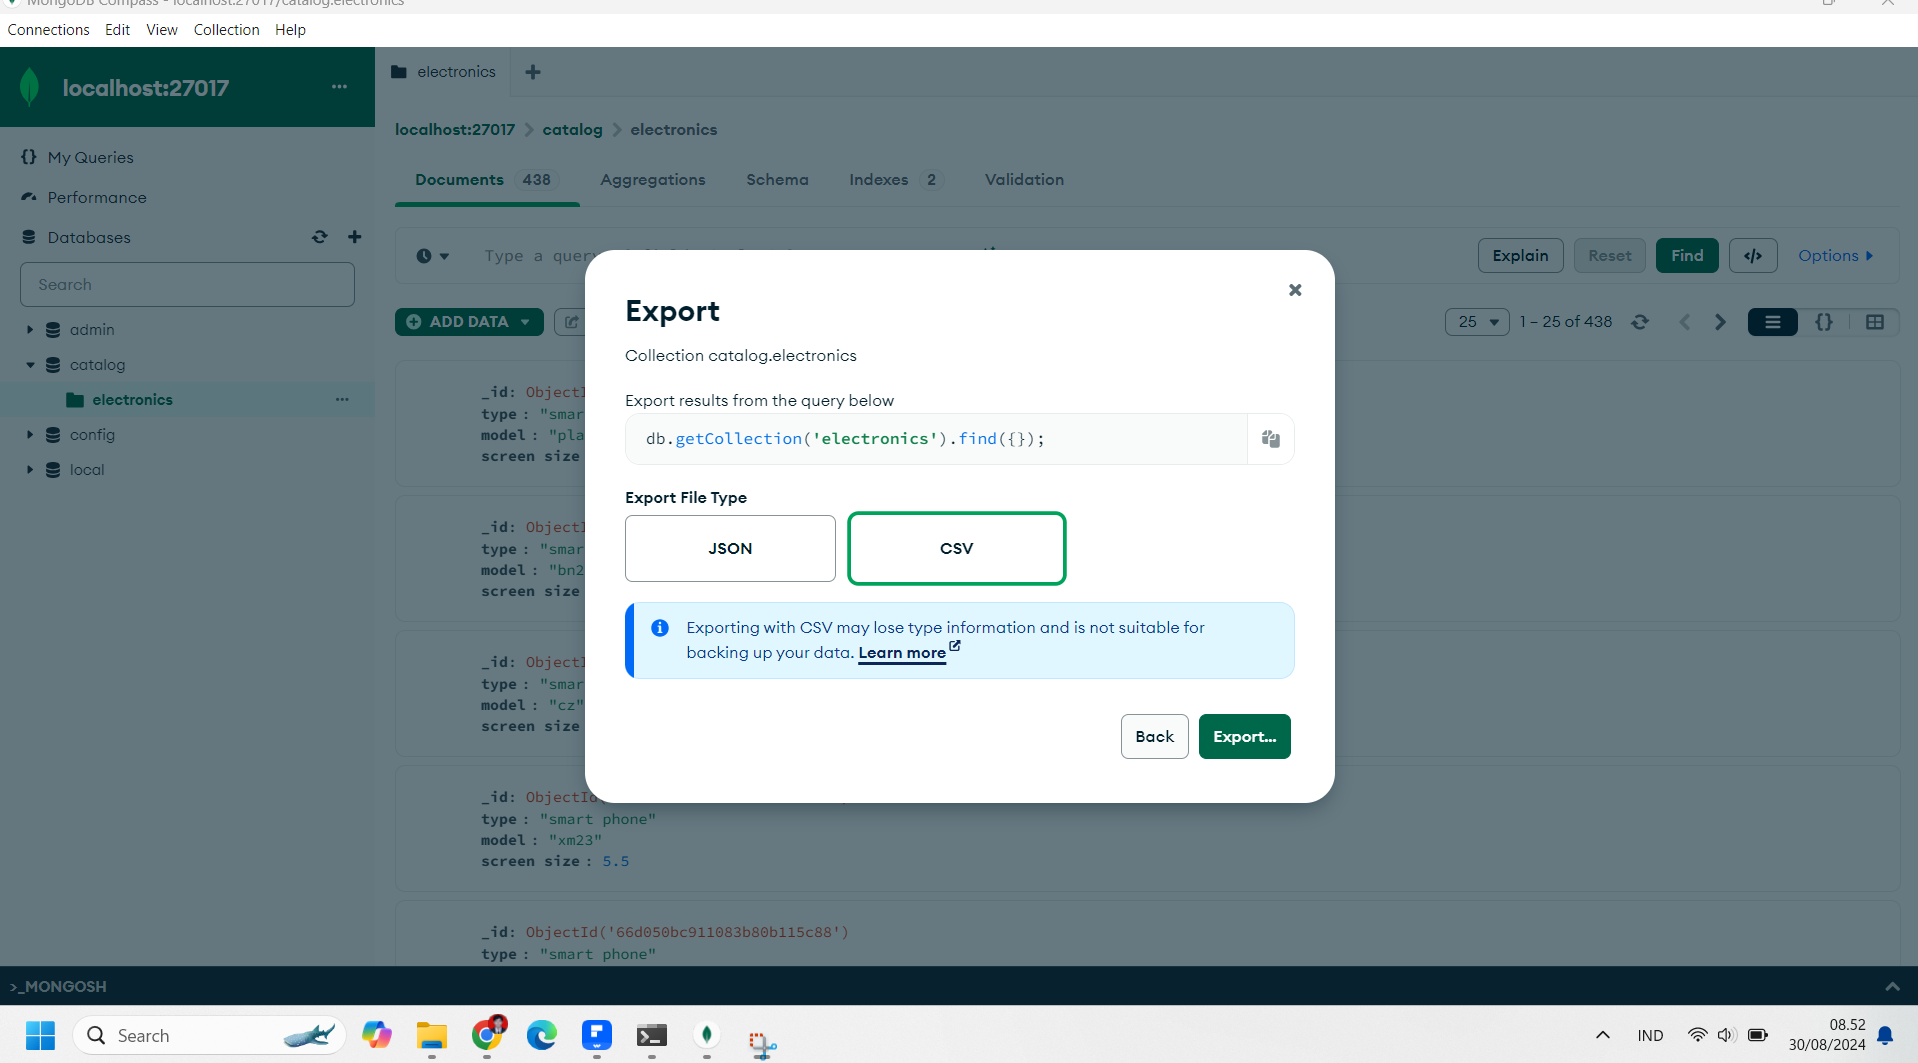 MongoDB Compass - localhost:27017/catalog.electronics
Connections Edit View Collection Help
localhost:27017
electronics
localhost:27017 catalog electronics
My Queries
Performance
Databases
Search
admin
catalog
electronics
config
local
Documents 438 Aggregations Schema Indexes 2 Validation
Type a query
Explain Reset Find </> Options
ADD DATA
25 1 – 25 of 438
_id: ObjectI
type : "smar
model : "pla
screen size
_id: ObjectI
type : "smar
model : "bn2
screen size
_id: ObjectI
type : "smar
model : "cz"
screen size
_id: ObjectId
type : "smart phone"
model : "xm23"
screen size : 5.5
_id: ObjectId('66d050bc911083b80b115c88')
type : "smart phone"
Export
Collection catalog.electronics
Export results from the query below
db.getCollection('electronics').find({});
Export File Type
JSON CSV
Exporting with CSV may lose type information and is not suitable for
backing up your data. Learn more
Back Export...
>_MONGOSH
Search
IND
08.52
30/08/2024